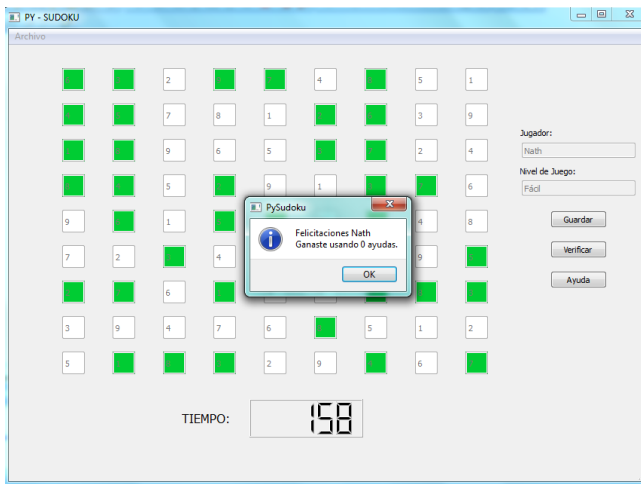 PY - SUDOKU
Archivo
2 4 5 1
7 8 1 3 9
9 6 5 2 4
5 9 1 6
9 1 4 8
7 2 4 9
6
3 9 4 7 6 5 1 2
5 2 9 6
Jugador:
Nath
Nivel de Juego:
Fácil
Guardar
Verificar
Ayuda
PySudoku
Felicitaciones Nath
Ganaste usando 0 ayudas.
OK
TIEMPO:
158